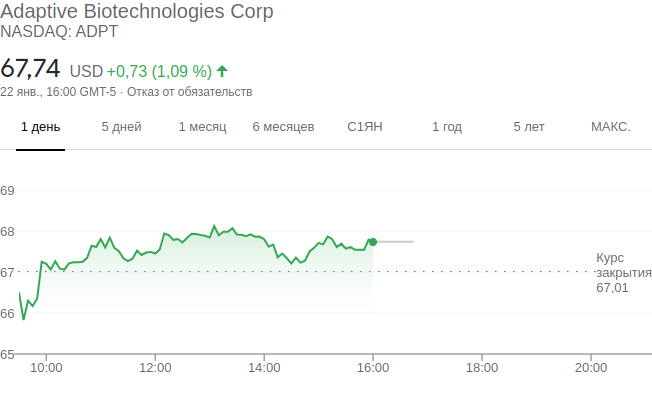 Adaptive Biotechnologies Corp
NASDAQ: ADPT
67,74 USD +0,73 (1,09 %)
22 янв., 16:00 GMT-5 · Отказ от обязательств
1 день 5 дней 1 месяц 6 месяцев С1ЯН 1 год 5 лет МАКС.
69
68
Курс
67 закрытия
67,01
66
65
10:00 12:00 14:00 16:00 18:00 20:00